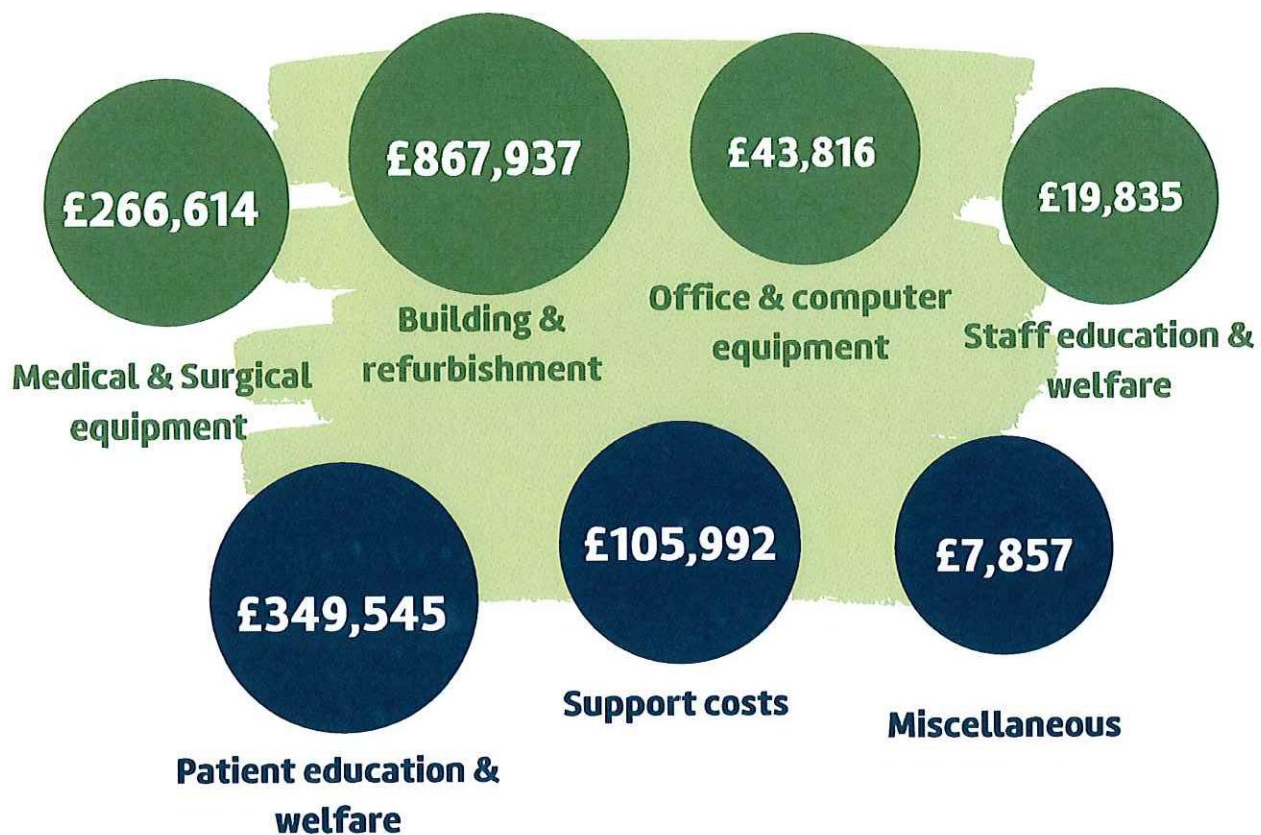 £266,614
Medical & Surgical
equipment
£867,937
Building &
refurbishment
£43,816
Office & computer
equipment
£19,835
Staff education &
welfare
£349,545
Patient education &
welfare
£105,992
Support costs
£7,857
Miscellaneous